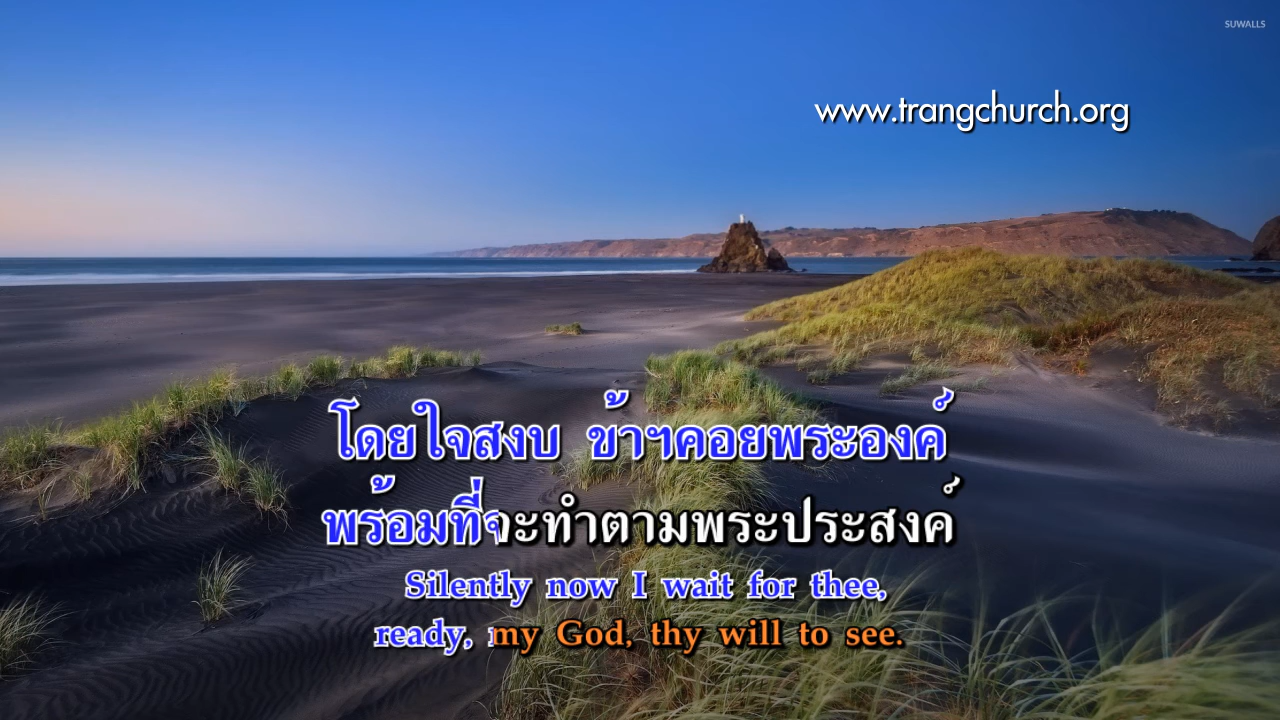 SUWALLS
www.trangchurch.org
โดยใจสงบ ข้าฯคอยพระองค์
พร้อมที่จะทำตามพระประสงค์
Silently now I wait for thee,
ready, my God, thy will to see.